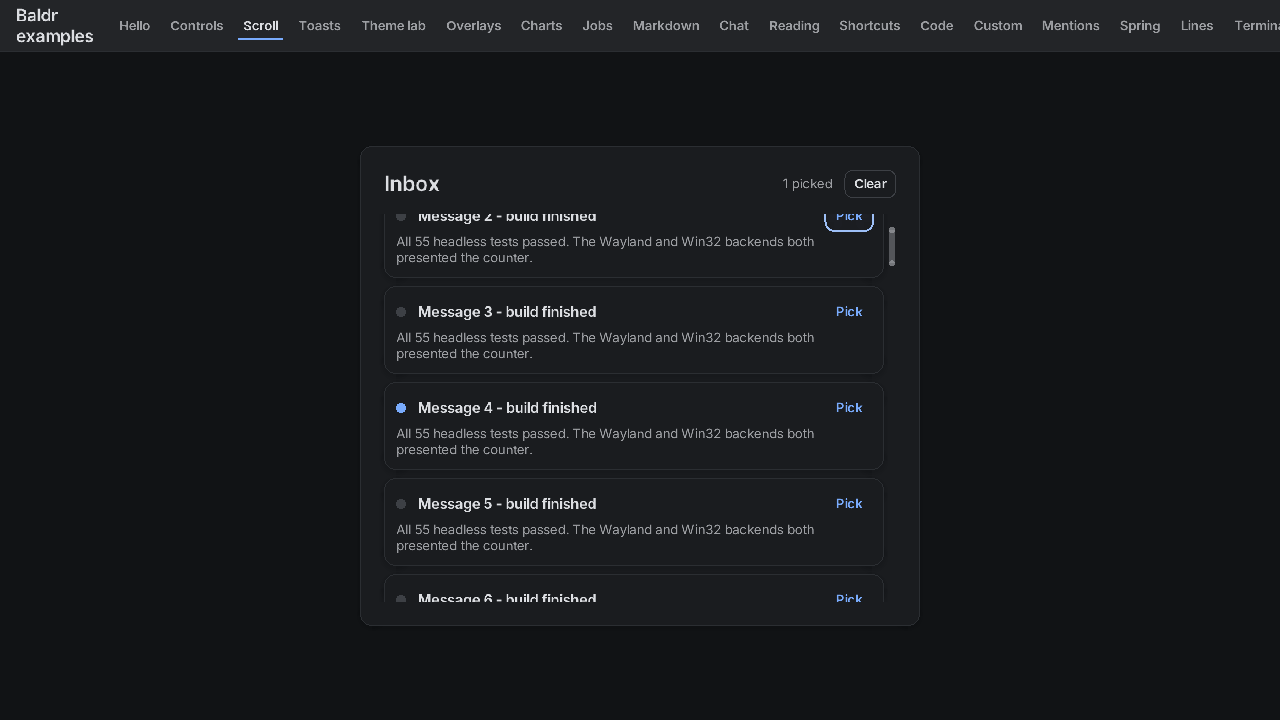 Baldr
examples
Hello Controls Scroll Toasts Theme lab Overlays Charts Jobs Markdown Chat Reading Shortcuts Code Custom Mentions Spring Lines
Inbox 1 picked Clear
Message 2 - build finished Pick
All 55 headless tests passed. The Wayland and Win32 backends both
presented the counter.
Message 3 - build finished Pick
All 55 headless tests passed. The Wayland and Win32 backends both
presented the counter.
Message 4 - build finished Pick
All 55 headless tests passed. The Wayland and Win32 backends both
presented the counter.
Message 5 - build finished Pick
All 55 headless tests passed. The Wayland and Win32 backends both
presented the counter.
Message 6 - build finished Pick